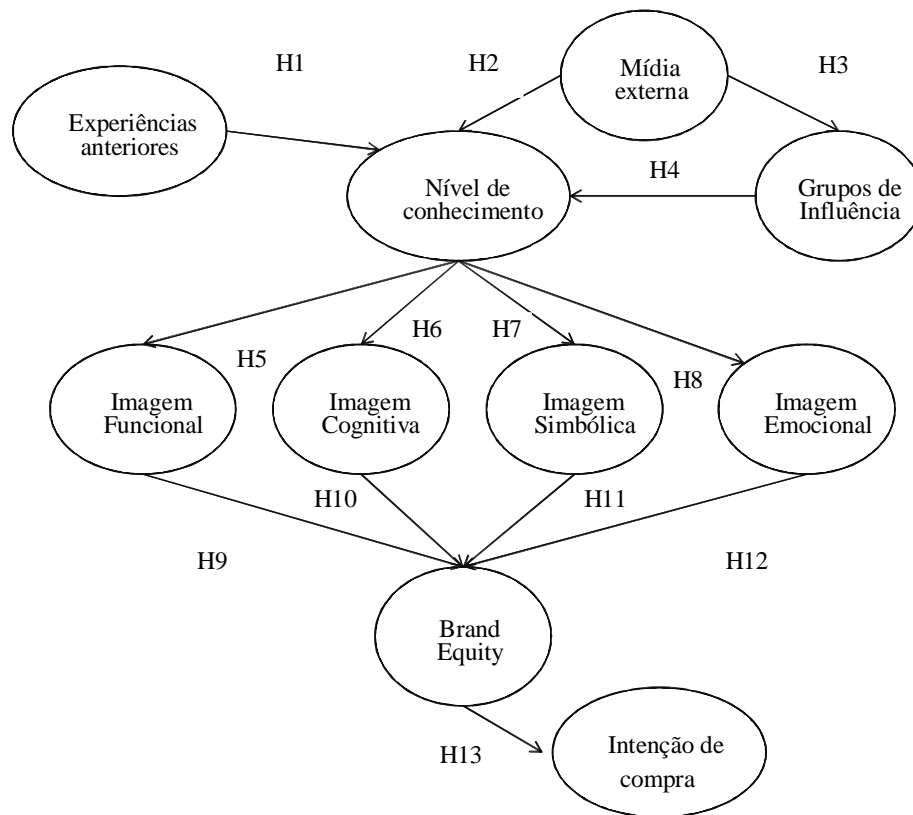 H1
H2
Mídia
externa
H3
Experiências
anteriores
H4
Nível de
conhecimento
Grupos de
Influência
H5
H6
H7
H8
Imagem
Funcional
Imagem
Cognitiva
Imagem
Simbólica
Imagem
Emocional
H9
H10
H11
H12
Brand
Equity
H13
Intenção de
compra